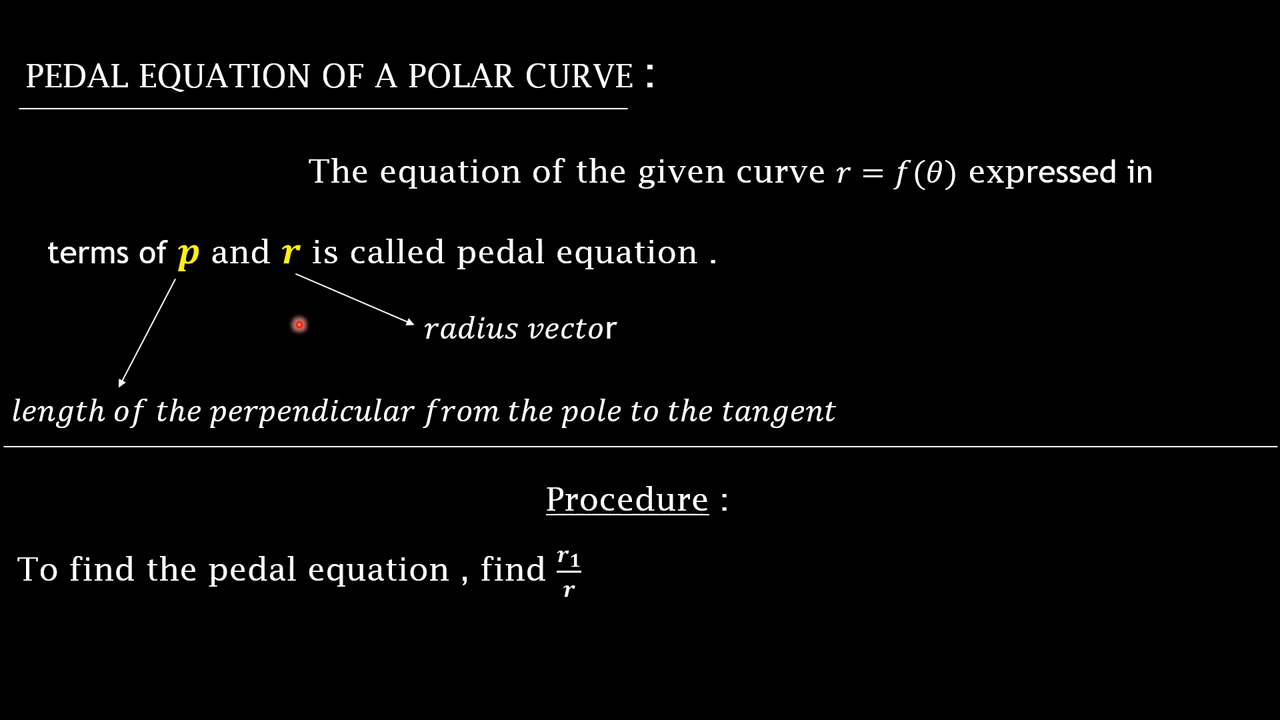 PEDAL EQUATION OF A POLAR CURVE :
The equation of the given curve r = f(θ) expressed in
terms of p and r is called pedal equation .
radius vector
length of the perpendicular from the pole to the tangent
Procedure :
To find the pedal equation , find r₁/r